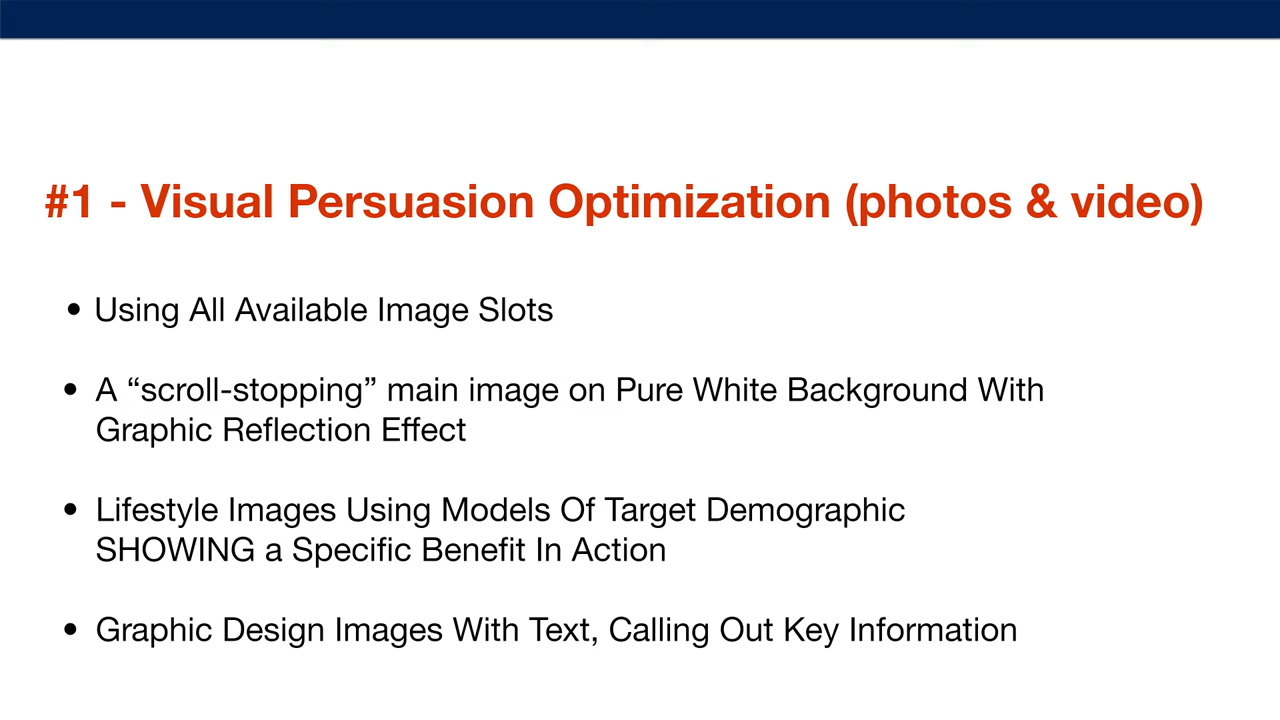 #1 - Visual Persuasion Optimization (photos & video)
• Using All Available Image Slots
• A “scroll-stopping” main image on Pure White Background With
Graphic Reflection Effect
• Lifestyle Images Using Models Of Target Demographic
SHOWING a Specific Benefit In Action
• Graphic Design Images With Text, Calling Out Key Information